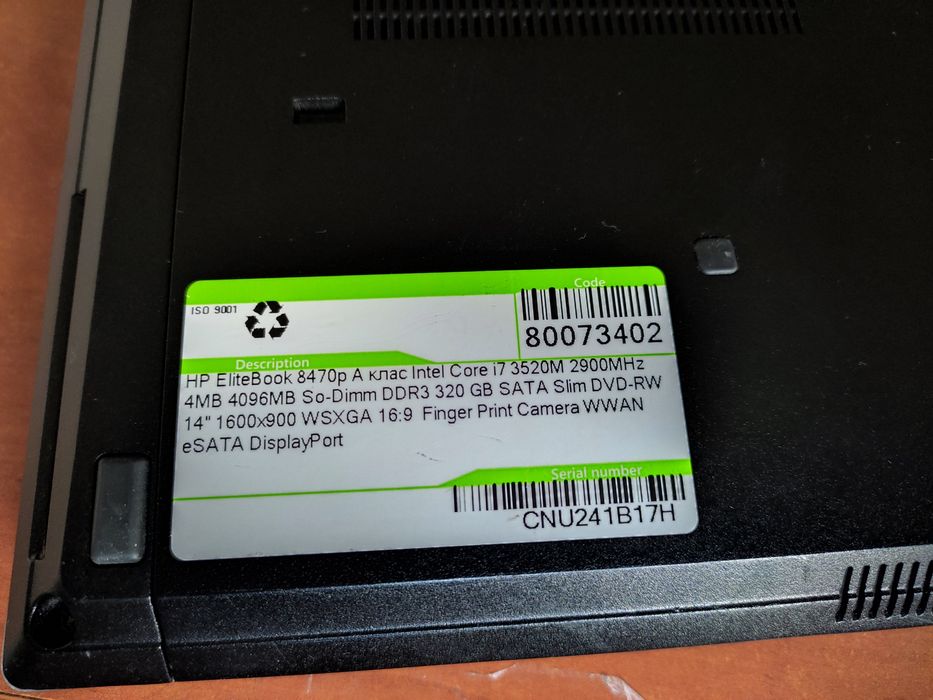 ISO 9001
Code
80073402
Description
HP EliteBook 8470p А клас Intel Core i7 3520M 2900MHz
4MB 4096MB So-Dimm DDR3 320 GB SATA Slim DVD-RW
14" 1600x900 WSXGA 16:9 Finger Print Camera WWAN
eSATA DisplayPort
Serial number
CNU241B17H